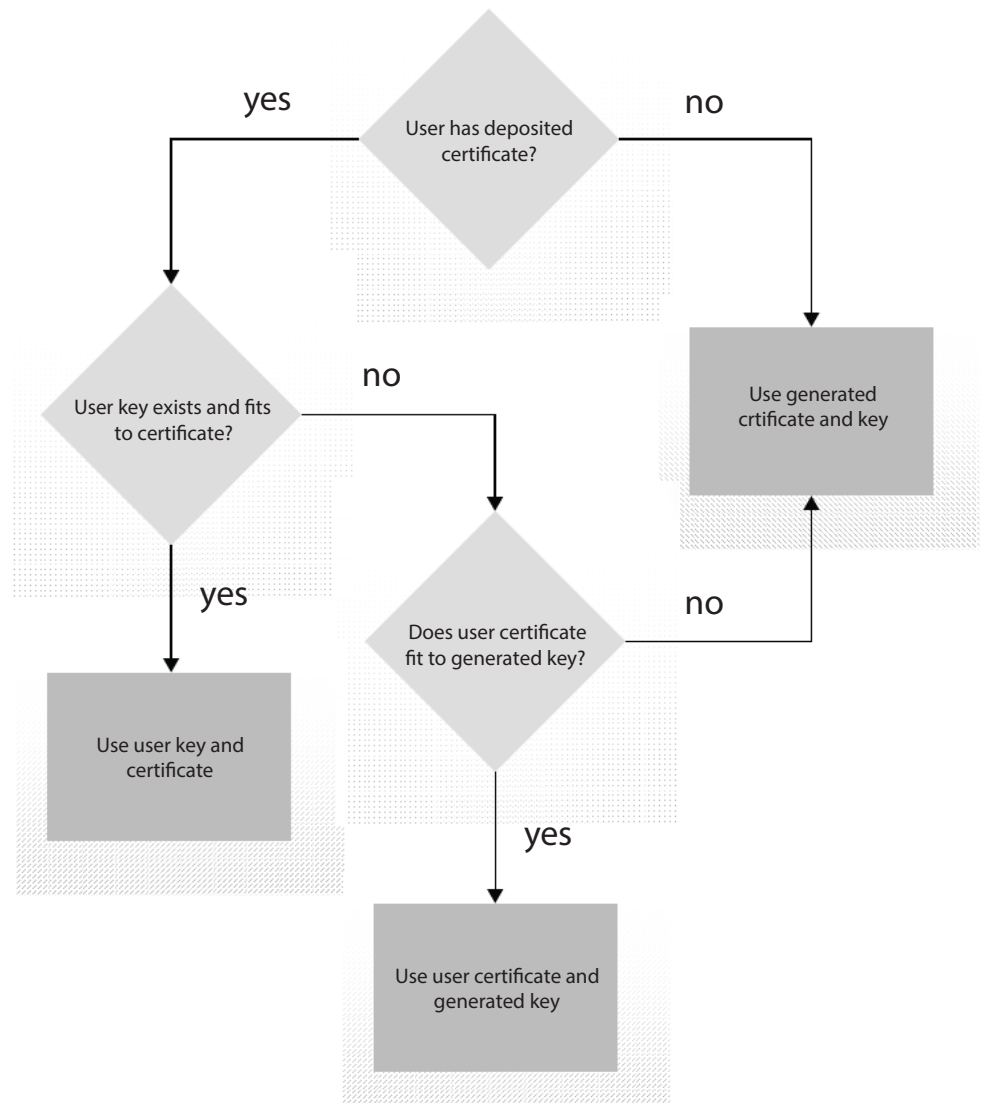 User has deposited
certificate?
yes
no
User key exists and fits
to certificate?
no
Use generated
crtificate and key
yes
Does user certificate
fit to generated key?
no
Use user key and
certificate
yes
Use user certificate and
generated key